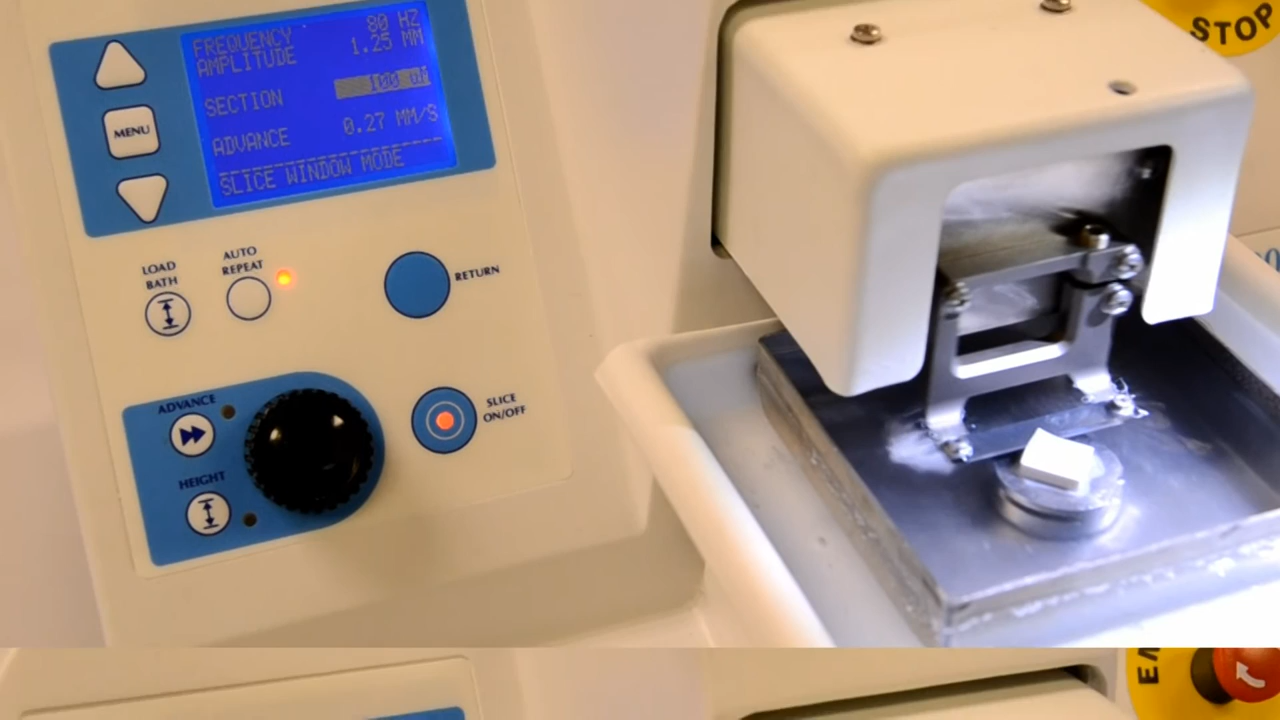 FREQUENCY 80 HZ
AMPLITUDE 1.25 MM
SECTION 100 UM
ADVANCE 0.27 MM/S
SLICE WINDOW MODE
MENU
LOAD
BATH
AUTO
REPEAT
RETURN
ADVANCE
HEIGHT
SLICE
ON/OFF
STOP